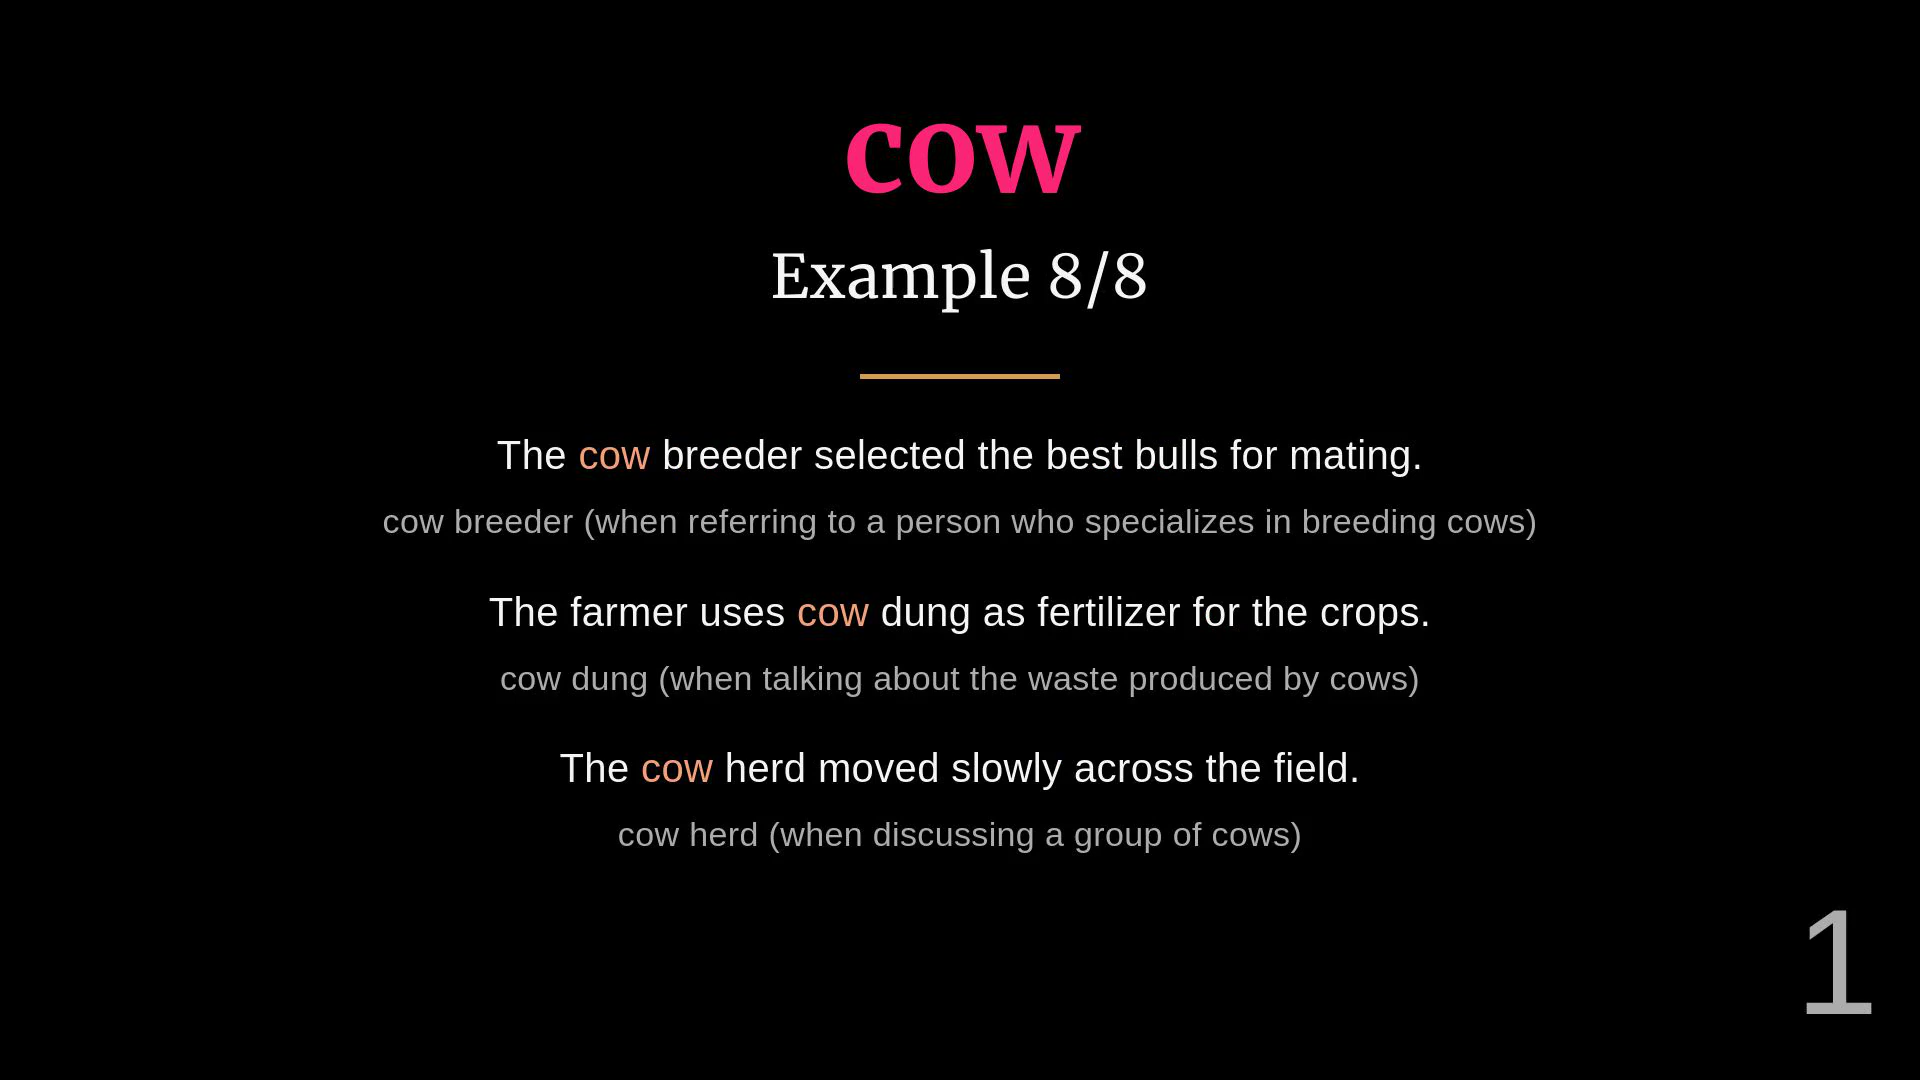 cow
Example 8/8
The cow breeder selected the best bulls for mating.
cow breeder (when referring to a person who specializes in breeding cows)
The farmer uses cow dung as fertilizer for the crops.
cow dung (when talking about the waste produced by cows)
The cow herd moved slowly across the field.
cow herd (when discussing a group of cows)
1